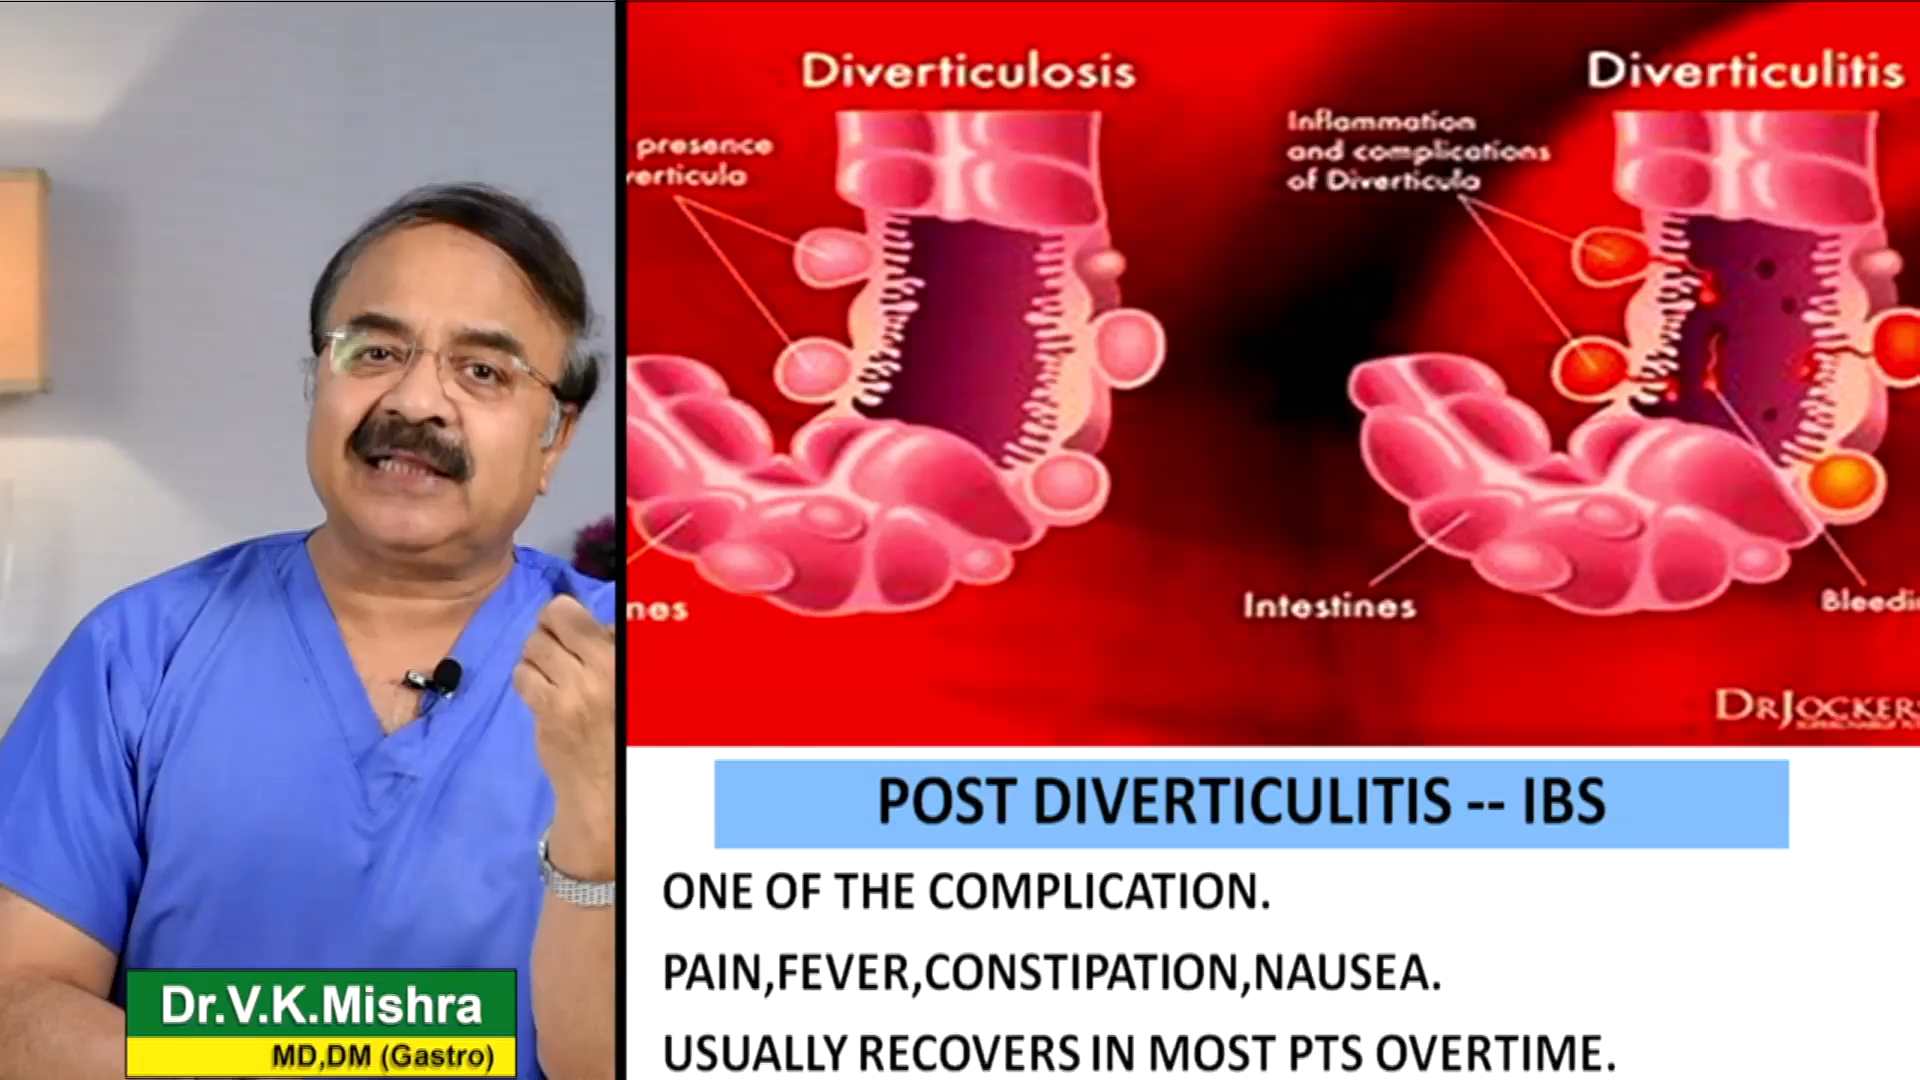 Diverticulosis
Diverticulitis
presence
Inflammation
and complications
of Diverticula
Intestines
DRJOCKERS
POST DIVERTICULITIS -- IBS
ONE OF THE COMPLICATION.
PAIN,FEVER,CONSTIPATION,NAUSEA.
USUALLY RECOVERS IN MOST PTS OVERTIME.
Dr.V.K.Mishra
MD,DM (Gastro)